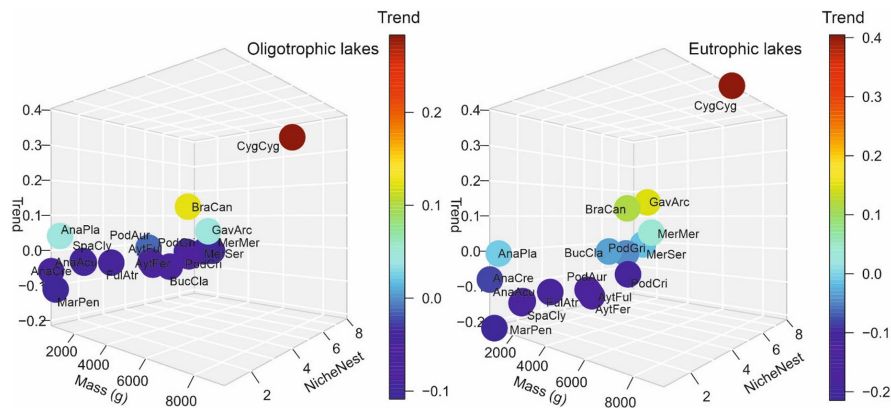 Trend
Oligotrophic lakes
0.4
0.3
0.2
0.1
0.0
-0.1
-0.2
Trend
CygCyg
BraCan
GavArc
AnaPla
PodAur
SpaCly
AytFul
PodCri
MerMer
AnaAcu
AytFer
MerSer
AnaCre
FulAtr
PodCri
BucCla
MarPen
2000
4000
6000
8000
Mass (g)
2
4
6
8
NicheNest
0.2
0.1
0.0
−0.1
Trend
Eutrophic lakes
0.4
0.3
0.2
0.1
0.0
-0.1
-0.2
Trend
CygCyg
BraCan
GavArc
MerMer
AnaPla
BucCla
PodGri
MerSer
AnaCre
PodAur
PodCri
AnaAcu
FulAtr
AytFul
SpaCly
AytFer
MarPen
2000
4000
6000
8000
Mass (g)
2
4
6
8
NicheNest
0.4
0.3
0.2
0.1
0.0
−0.1
−0.2